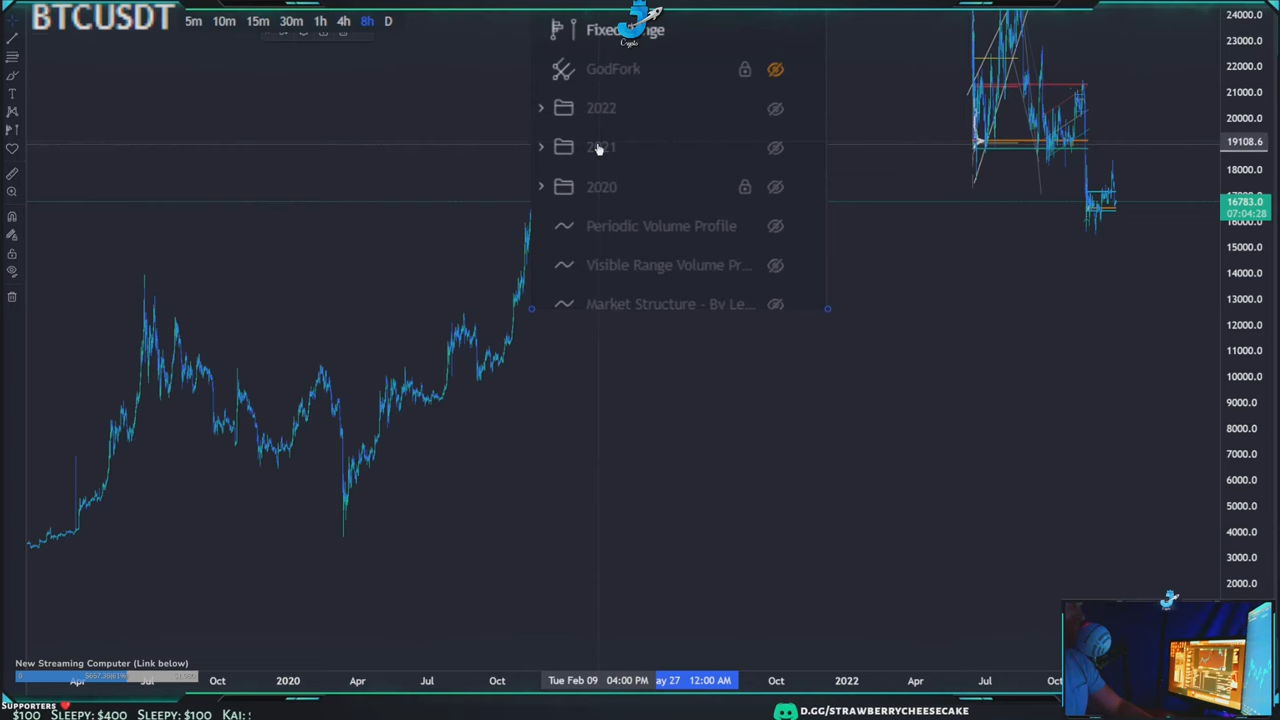 BTCUSDT 5m 10m 15m 30m 1h 4h 8h D
Crypto
GodFork
2022
2020
Periodic Volume Profile
Visible Range Volume Pr...
Market Structure - By Le...
24000.0
23000.0
22000.0
21000.0
20000.0
19108.6
18000.0
16783.0
07:04:28
15000.0
14000.0
13000.0
12000.0
11000.0
10000.0
9000.0
8000.0
7000.0
6000.0
5000.0
4000.0
3000.0
2000.0
New Streaming Computer (Link below)
Jul Oct 2020 Apr Jul Oct Tue Feb 09 04:00 PM ay 27 12:00 AM Oct 2022 Apr Jul
SUPPORTERS
$100 SLEEPY: $400 SLEEPY: $100 KAI:
D.GG/STRAWBERRYCHEESECAKE